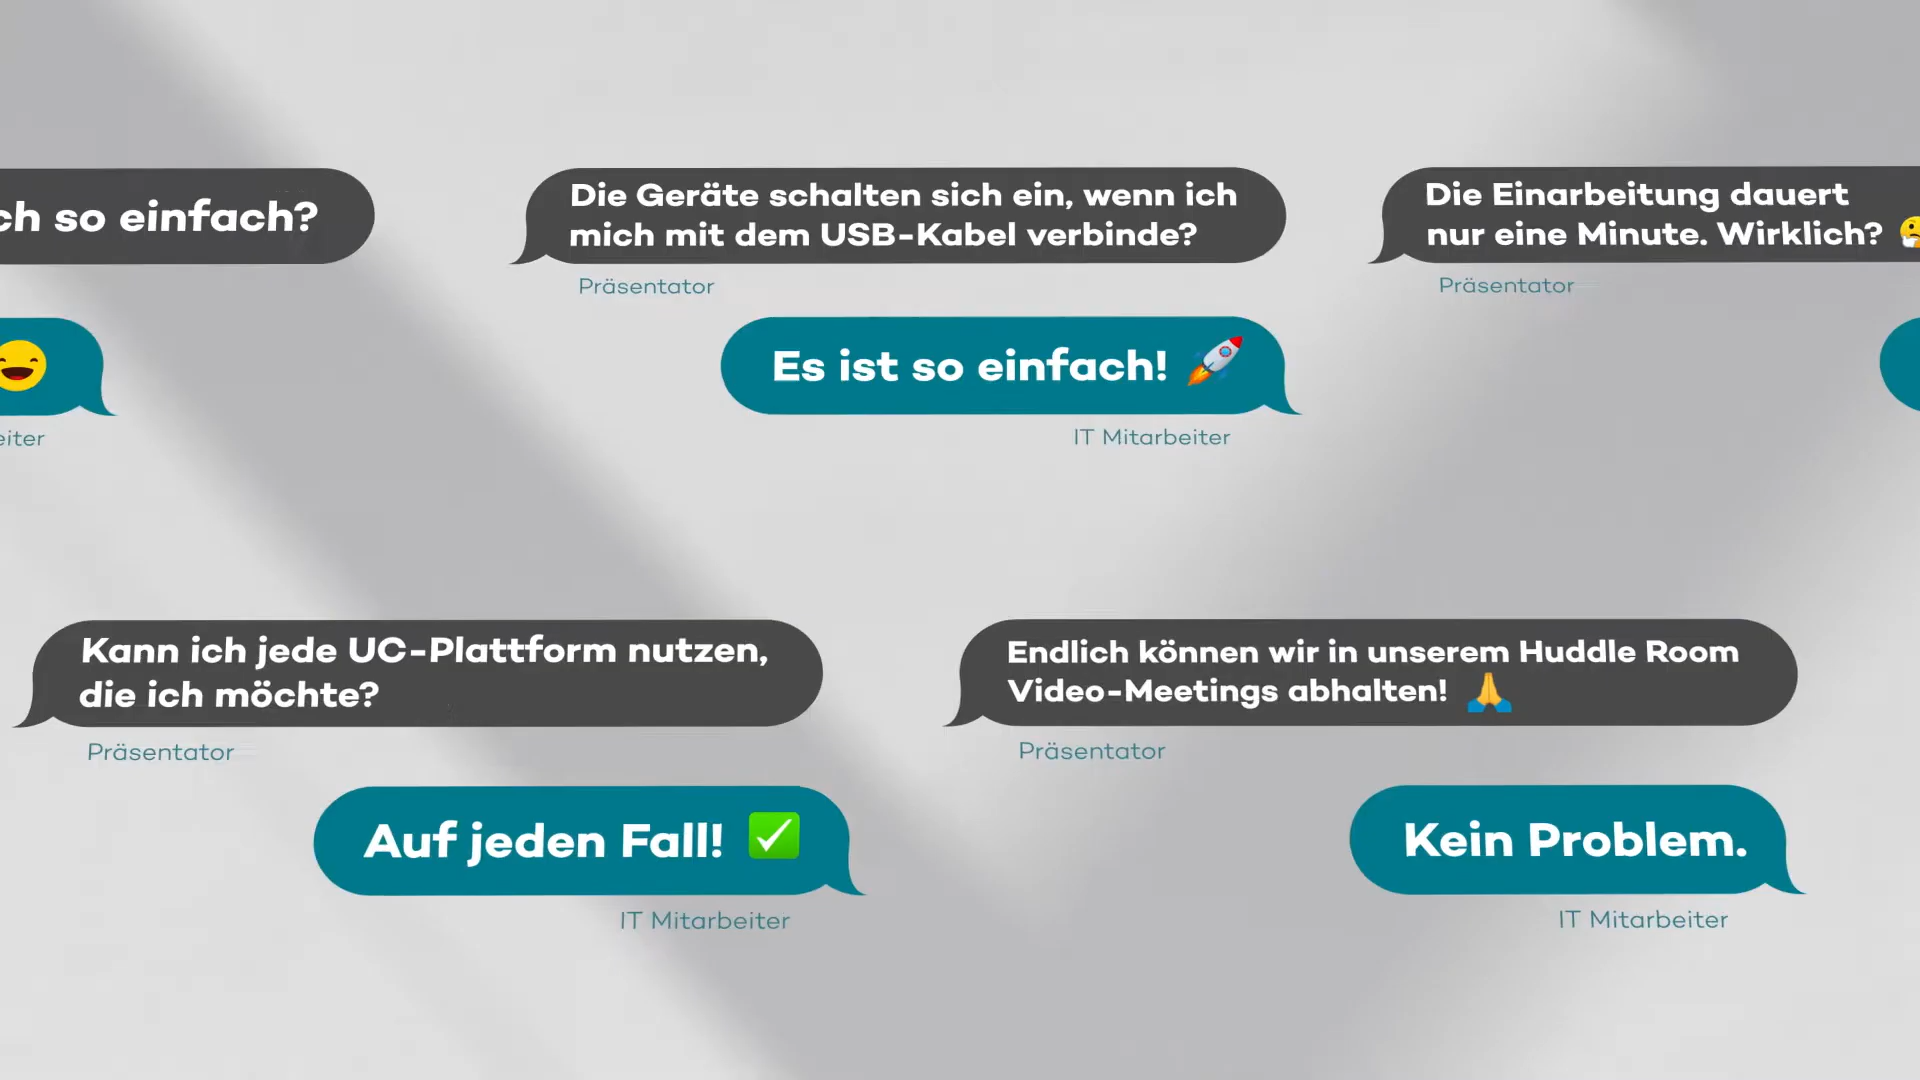 so einfach?
Die Geräte schalten sich ein, wenn ich
mich mit dem USB-Kabel verbinde?
Präsentator
Es ist so einfach! 🚀
IT Mitarbeiter
Die Einarbeitung dauert
nur eine Minute. Wirklich? 🤔
Präsentator
Kann ich jede UC-Plattform nutzen,
die ich möchte?
Präsentator
Auf jeden Fall! ✅
IT Mitarbeiter
Endlich können wir in unserem Huddle Room
Video-Meetings abhalten! 🙏
Präsentator
Kein Problem.
IT Mitarbeiter